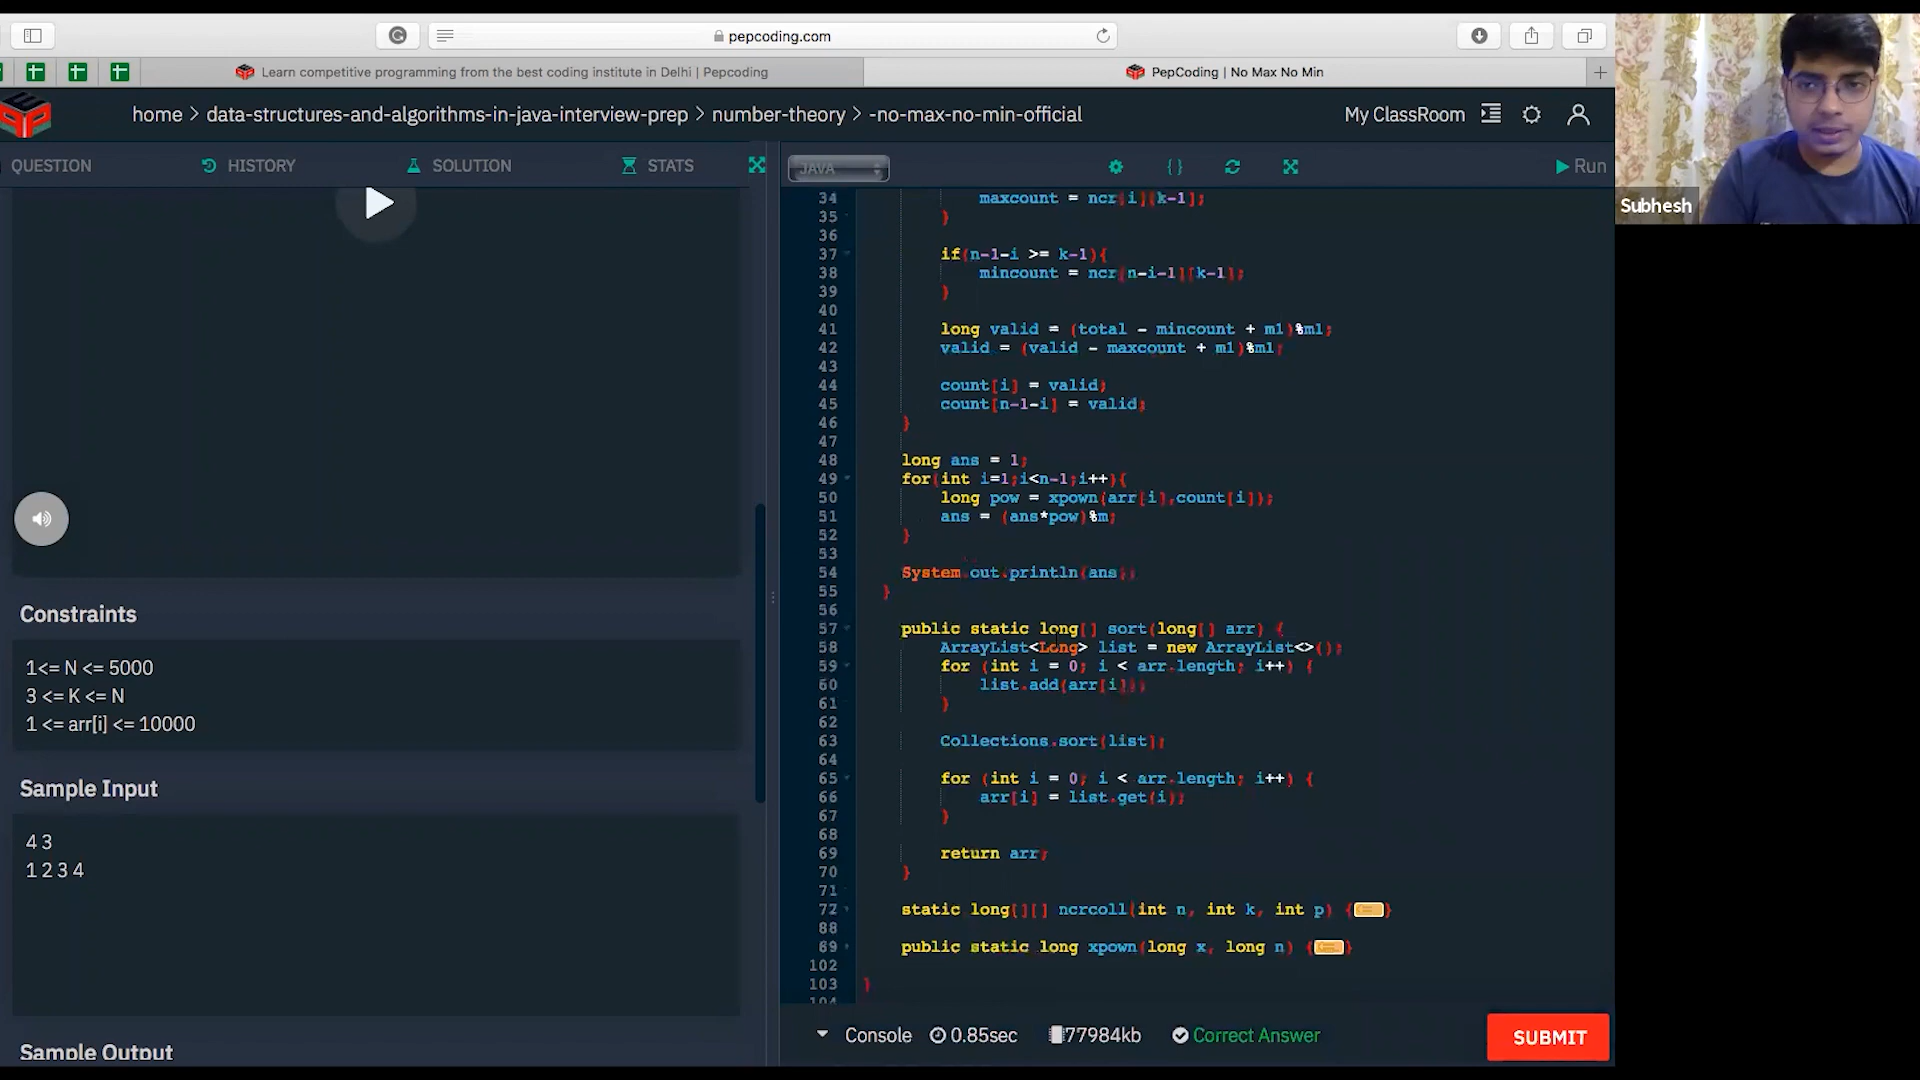 pepcoding.com
Learn competitive programming from the best coding institute in Delhi | Pepcoding
PepCoding | No Max No Min
home > data-structures-and-algorithms-in-java-interview-prep > number-theory > -no-max-no-min-official
My ClassRoom
QUESTION
HISTORY
SOLUTION
STATS
JAVA
{}
Run
Subhesh
34 maxcount = ncr[i][k-1];
35 }
36
37 if(n-1-i >= k-1){
38 mincount = ncr[n-i-1][k-1];
39 }
40
41 long valid = (total - mincount + m1)%m1;
42 valid = (valid - maxcount + m1)%m1;
43
44 count[i] = valid;
45 count[n-1-i] = valid;
46 }
47
48 long ans = 1;
49 for(int i=1;i<n-1;i++){
50 long pow = xpown(arr[i],count[i]);
51 ans = (ans*pow)%m;
52 }
53
54 System.out.println(ans);
55 }
56
57 public static long[] sort(long[] arr) {
58 ArrayList<Long> list = new ArrayList<>();
59 for (int i = 0; i < arr.length; i++) {
60 list.add(arr[i]);
61 }
62
63 Collections.sort(list);
64
65 for (int i = 0; i < arr.length; i++) {
66 arr[i] = list.get(i);
67 }
68
69 return arr;
70 }
71
72 static long[][] ncrcoll(int n, int k, int p) {}
88
89 public static long xpown(long x, long n) {}
102
103 }
104
Constraints
1<= N <= 5000
3 <= K <= N
1 <= arr[i] <= 10000
Sample Input
4 3
1 2 3 4
Sample Output
Console
0.85sec
77984kb
Correct Answer
SUBMIT